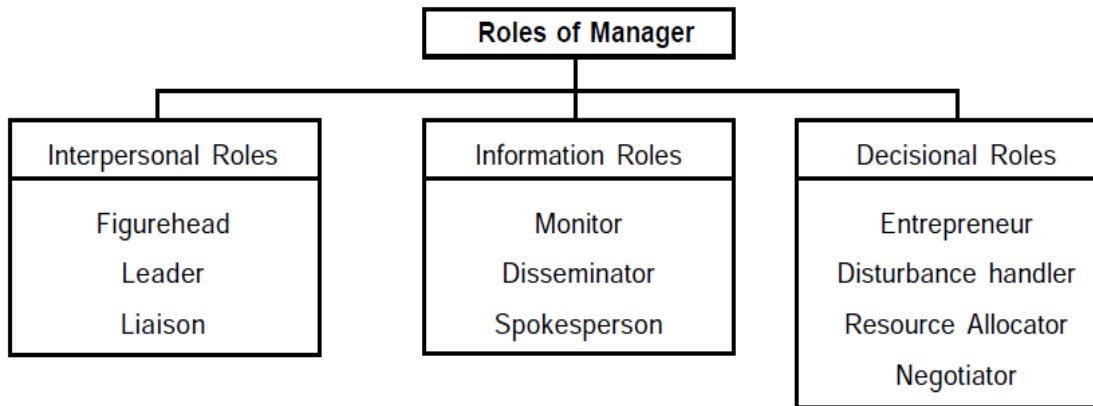 Roles of Manager
Interpersonal Roles
Figurehead
Leader
Liaison
Information Roles
Monitor
Disseminator
Spokesperson
Decisional Roles
Entrepreneur
Disturbance handler
Resource Allocator
Negotiator